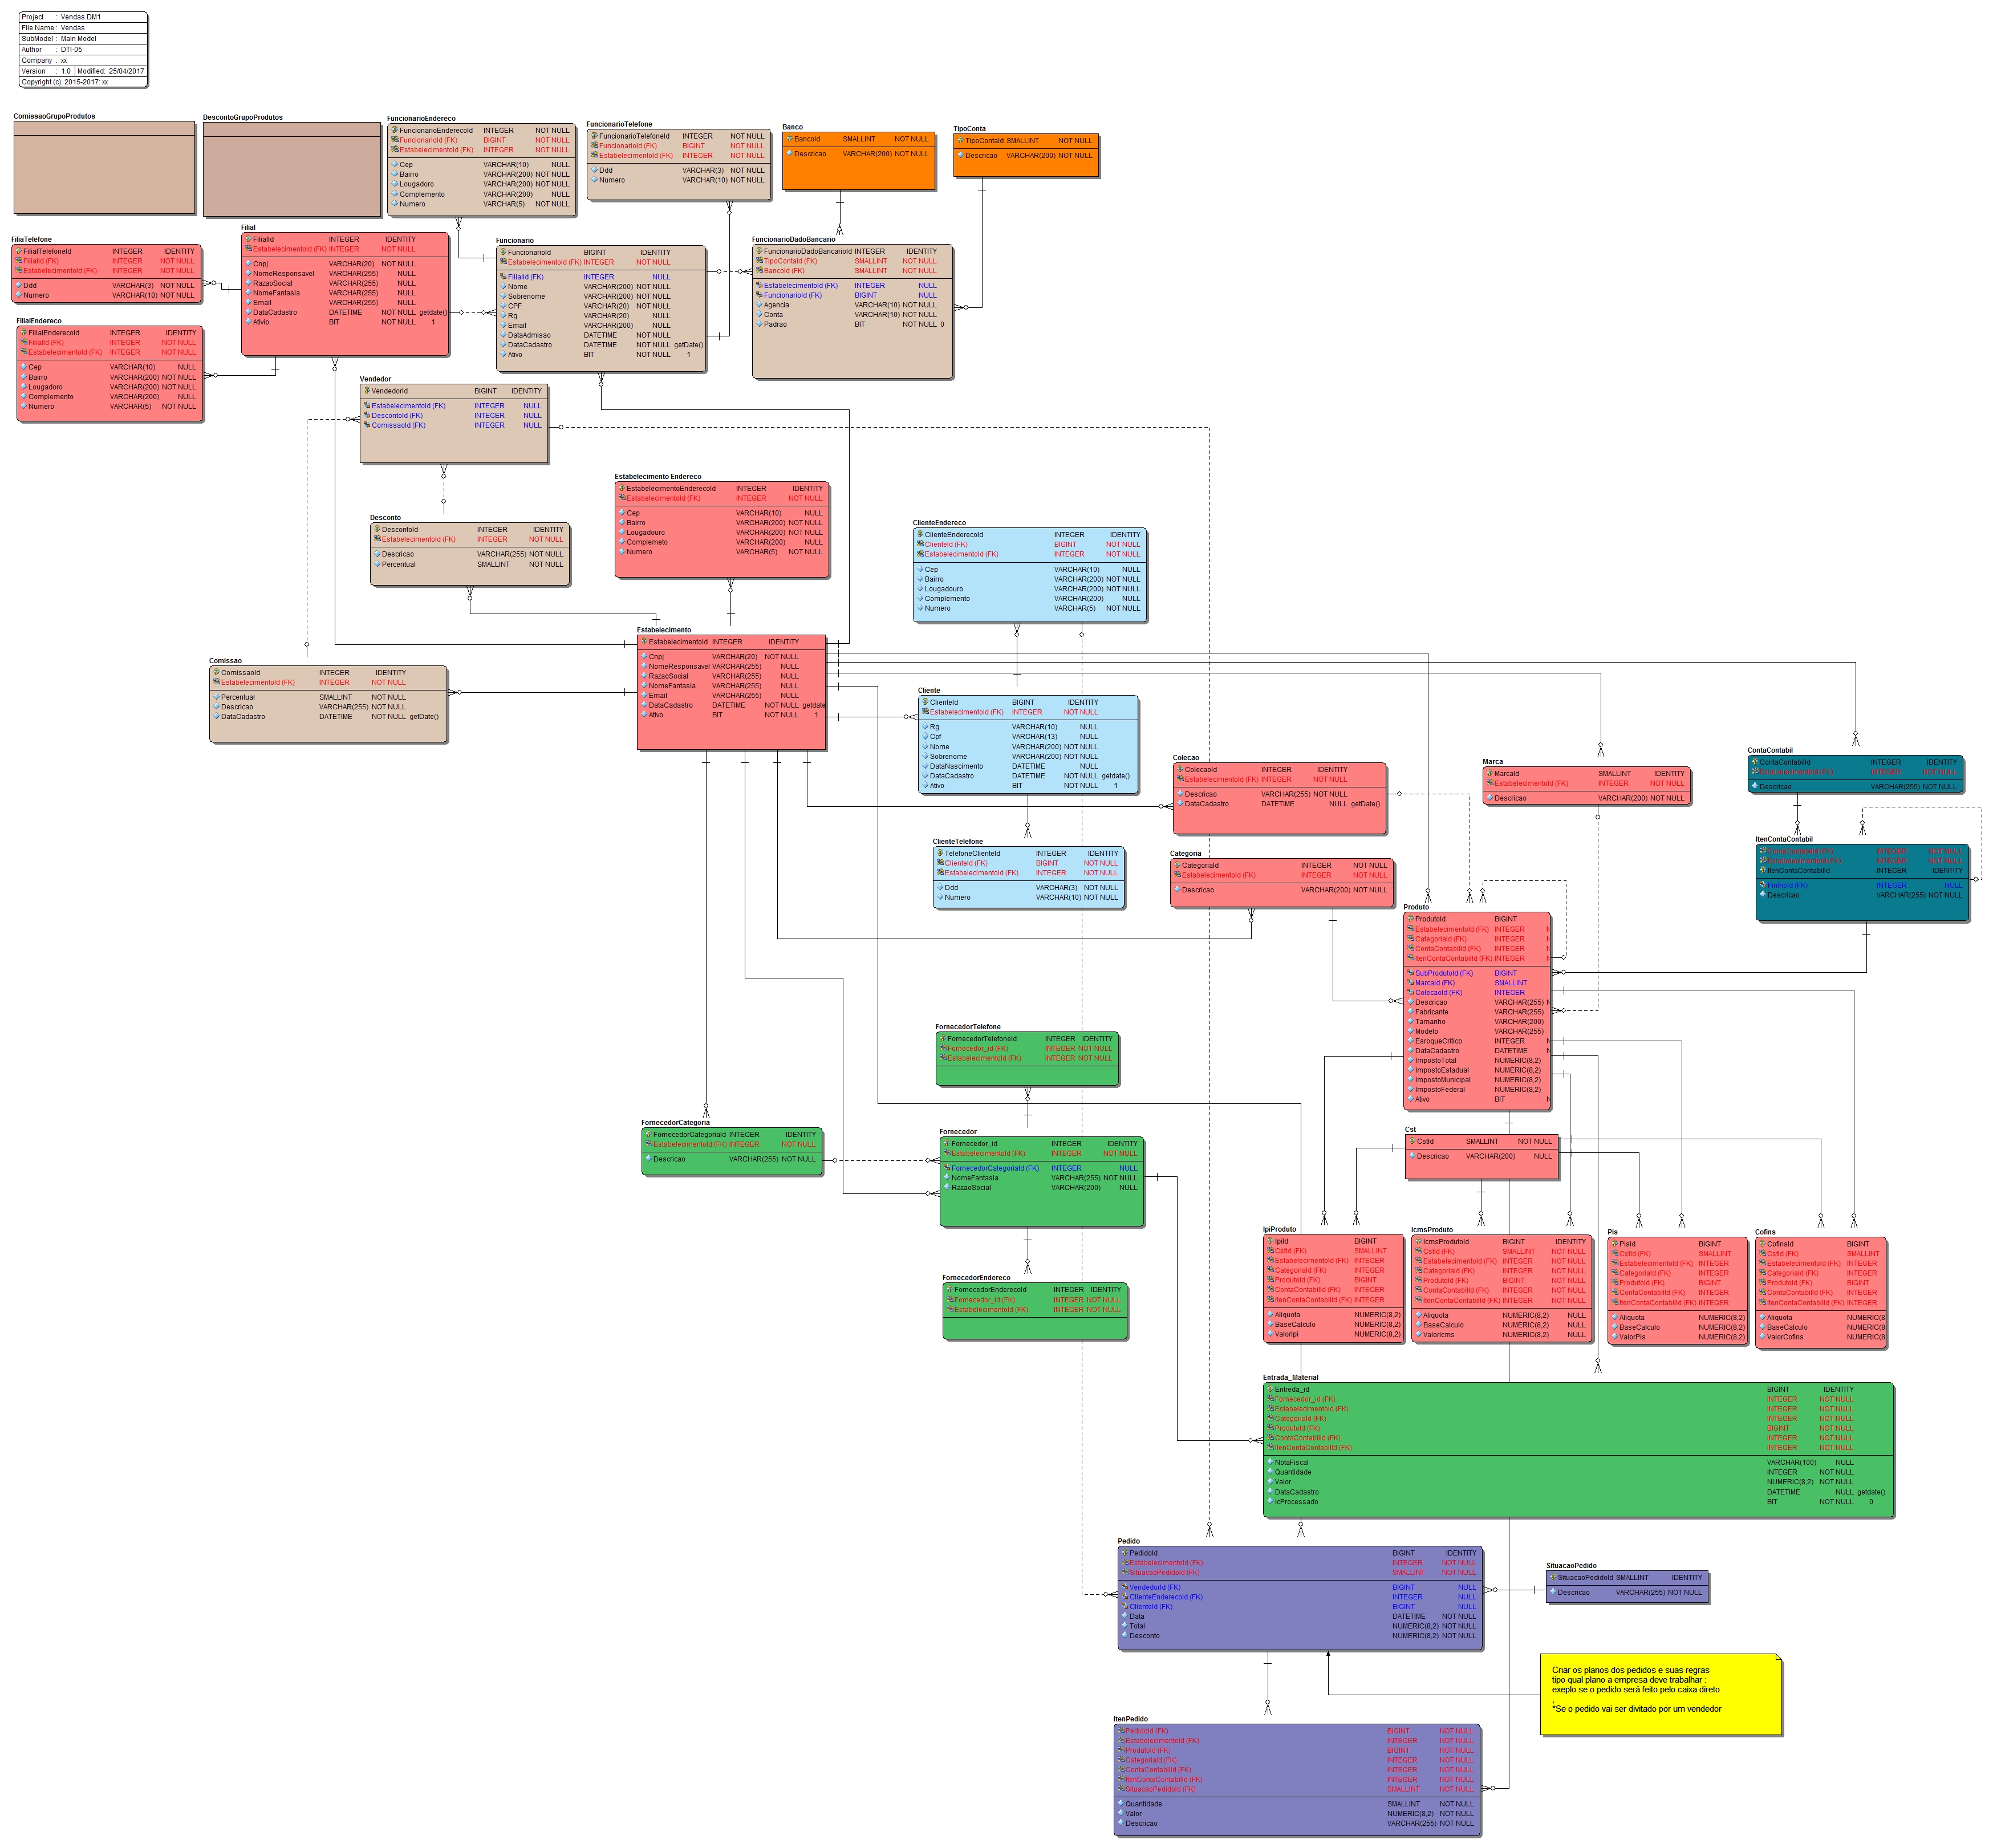 Project : Vendas.DM1
File Name : Vendas
SubModel : Main Model
Author : DTI-05
Company : xx
Version : 1.0 Modified: 25/04/2017
Copyright (c) 2015-2017: xx
ComissaoGrupoProdutos
DescontoGrupoProdutos
FuncionarioEndereco
FuncionarioEnderecoId INTEGER NOT NULL
FuncionarioId (FK) BIGINT NOT NULL
EstabelecimentoId (FK) INTEGER NOT NULL
Cep VARCHAR(10) NULL
Bairro VARCHAR(200) NOT NULL
Lougadoro VARCHAR(200) NOT NULL
Complemento VARCHAR(200) NULL
Numero VARCHAR(5) NOT NULL
FuncionarioTelefone
FuncionarioTelefoneId INTEGER NOT NULL
FuncionarioId (FK) BIGINT NOT NULL
EstabelecimentoId (FK) INTEGER NOT NULL
Ddd VARCHAR(3) NOT NULL
Numero VARCHAR(10) NOT NULL
Banco
BancoId SMALLINT NOT NULL
Descricao VARCHAR(200) NOT NULL
TipoConta
TipoContaId SMALLINT NOT NULL
Descricao VARCHAR(200) NOT NULL
FiliaTelefone
FilialTelefoneId INTEGER IDENTITY
FilialId (FK) INTEGER NOT NULL
EstabelecimentoId (FK) INTEGER NOT NULL
Ddd VARCHAR(3) NOT NULL
Numero VARCHAR(10) NOT NULL
Filial
FilialId INTEGER IDENTITY
EstabelecimentoId (FK) INTEGER NOT NULL
Cnpj VARCHAR(20) NOT NULL
NomeResponsavel VARCHAR(255) NULL
RazaoSocial VARCHAR(255) NULL
NomeFantasia VARCHAR(255) NULL
Email VARCHAR(255) NULL
DataCadastro DATETIME NOT NULL getdate()
Ativio BIT NOT NULL 1
Funcionario
FuncionarioId BIGINT IDENTITY
EstabelecimentoId (FK) INTEGER NOT NULL
FilialId (FK) INTEGER NULL
Nome VARCHAR(200) NOT NULL
Sobrenome VARCHAR(200) NOT NULL
CPF VARCHAR(20) NOT NULL
Rg VARCHAR(20) NULL
Email VARCHAR(200) NULL
DataAdmisao DATETIME NOT NULL
DataCadastro DATETIME NOT NULL getDate()
Ativo BIT NOT NULL 1
FuncionarioDadoBancario
FuncionarioDadoBancarioId INTEGER IDENTITY
TipoContaId (FK) SMALLINT NOT NULL
BancoId (FK) SMALLINT NOT NULL
EstabelecimentoId (FK) INTEGER NULL
FuncionarioId (FK) BIGINT NULL
Agencia VARCHAR(10) NOT NULL
Conta VARCHAR(10) NOT NULL
Padrao BIT NOT NULL 0
FilialEndereco
FilialEnderecoId INTEGER IDENTITY
FilialId (FK) INTEGER NOT NULL
EstabelecimentoId (FK) INTEGER NOT NULL
Cep VARCHAR(10) NULL
Bairro VARCHAR(200) NOT NULL
Lougadoro VARCHAR(200) NOT NULL
Complemento VARCHAR(200) NULL
Numero VARCHAR(5) NOT NULL
Vendedor
VendedorId BIGINT IDENTITY
EstabelecimentoId (FK) INTEGER NULL
DescontoId (FK) INTEGER NULL
ComissaoId (FK) INTEGER NULL
Estabelecimento Endereco
EstabelecimentoEnderecoId INTEGER IDENTITY
EstabelecimentoId (FK) INTEGER NOT NULL
Cep VARCHAR(10) NULL
Bairro VARCHAR(200) NOT NULL
Lougadouro VARCHAR(200) NOT NULL
Complemeto VARCHAR(200) NULL
Numero VARCHAR(5) NOT NULL
Desconto
DescontoId INTEGER IDENTITY
EstabelecimentoId (FK) INTEGER NOT NULL
Descricao VARCHAR(255) NOT NULL
Percentual SMALLINT NOT NULL
ClienteEndereco
ClienteEnderecoId INTEGER IDENTITY
ClienteId (FK) BIGINT NOT NULL
EstabelecimentoId (FK) INTEGER NOT NULL
Cep VARCHAR(10) NULL
Bairro VARCHAR(200) NOT NULL
Lougadouro VARCHAR(200) NOT NULL
Complemento VARCHAR(200) NULL
Numero VARCHAR(5) NOT NULL
Estabelecimento
EstabelecimentoId INTEGER IDENTITY
Cnpj VARCHAR(20) NOT NULL
NomeResponsavel VARCHAR(255) NULL
RazaoSocial VARCHAR(255) NULL
NomeFantasia VARCHAR(255) NULL
Email VARCHAR(255) NULL
DataCadastro DATETIME NOT NULL getdate
Ativo BIT NOT NULL 1
Comissao
ComissaoId INTEGER IDENTITY
EstabelecimentoId (FK) INTEGER NOT NULL
Percentual SMALLINT NOT NULL
Descricao VARCHAR(255) NOT NULL
DataCadastro DATETIME NOT NULL getDate()
Cliente
ClienteId BIGINT IDENTITY
EstabelecimentoId (FK) INTEGER NOT NULL
Rg VARCHAR(10) NULL
Cpf VARCHAR(13) NULL
Nome VARCHAR(200) NOT NULL
Sobrenome VARCHAR(200) NOT NULL
DataNascimento DATETIME NULL
DataCadastro DATETIME NOT NULL getdate()
Ativo BIT NOT NULL 1
Colecao
ColecaoId INTEGER IDENTITY
EstabelecimentoId (FK) INTEGER NOT NULL
Descricao VARCHAR(255) NOT NULL
DataCadastro DATETIME NULL getDate()
Marca
MarcaId SMALLINT IDENTITY
EstabelecimentoId (FK) INTEGER NOT NULL
Descricao VARCHAR(200) NOT NULL
ContaContabil
ContaContabilId INTEGER IDENTITY
EstabelecimentoId (FK) INTEGER NOT NULL
Descricao VARCHAR(255) NOT NULL
ClienteTelefone
TelefoneClienteId INTEGER IDENTITY
ClienteId (FK) BIGINT NOT NULL
EstabelecimentoId (FK) INTEGER NOT NULL
Ddd VARCHAR(3) NOT NULL
Numero VARCHAR(10) NOT NULL
Categoria
CategoriaId INTEGER NOT NULL
EstabelecimentoId (FK) INTEGER NOT NULL
Descricao VARCHAR(200) NOT NULL
ItenContaContabil
ContaContabilId (FK) INTEGER NOT NULL
EstabelecimentoId (FK) INTEGER NOT NULL
ItenContaContabilId INTEGER IDENTITY
FinthoId (FK) INTEGER NULL
Descricao VARCHAR(255) NOT NULL
Produto
ProdutoId BIGINT
EstabelecimentoId (FK) INTEGER N
CategoriaId (FK) INTEGER N
ContaContabilId (FK) INTEGER N
ItenContaContabilId (FK) INTEGER N
SubProdutoId (FK) BIGINT
MarcaId (FK) SMALLINT
ColecaoId (FK) INTEGER
Descricao VARCHAR(255) N
Fabricante VARCHAR(255)
Tamanho VARCHAR(200)
Modelo VARCHAR(255)
EsroqueCritico INTEGER N
DataCadastro DATETIME N
ImpostoTotal NUMERIC(8,2)
ImpostoEstadual NUMERIC(8,2)
ImpostoMunicipal NUMERIC(8,2)
ImpostoFederal NUMERIC(8,2)
Ativo BIT N
FornecedorTelefone
FornecedorTelefoneId INTEGER IDENTITY
Fornecedor_id (FK) INTEGER NOT NULL
EstabelecimentoId (FK) INTEGER NOT NULL
FornecedorCategoria
FornecedorCategoriaId INTEGER IDENTITY
EstabelecimentoId (FK) INTEGER NOT NULL
Descricao VARCHAR(255) NOT NULL
Fornecedor
Fornecedor_id INTEGER IDENTITY
EstabelecimentoId (FK) INTEGER NOT NULL
FornecedorCategoriaId (FK) INTEGER NULL
NomeFantasia VARCHAR(255) NOT NULL
RazaoSocial VARCHAR(200) NULL
Cst
CstId SMALLINT NOT NULL
Descricao VARCHAR(200) NULL
FornecedorEndereco
FornecedorEnderecoId INTEGER IDENTITY
Fornecedor_id (FK) INTEGER NOT NULL
EstabelecimentoId (FK) INTEGER NOT NULL
IpiProduto
IpiId BIGINT
CstId (FK) SMALLINT
EstabelecimentoId (FK) INTEGER
CategoriaId (FK) INTEGER
ProdutoId (FK) BIGINT
ContaContabilId (FK) INTEGER
ItenContaContabilId (FK) INTEGER
Aliquota NUMERIC(8,2)
BaseCalculo NUMERIC(8,2)
ValorIpi NUMERIC(8,2)
IcmsProduto
IcmsProdutoId BIGINT IDENTITY
CstId (FK) SMALLINT NOT NULL
EstabelecimentoId (FK) INTEGER NOT NULL
CategoriaId (FK) INTEGER NOT NULL
ProdutoId (FK) BIGINT NOT NULL
ContaContabilId (FK) INTEGER NOT NULL
ItenContaContabilId (FK) INTEGER NOT NULL
Aliquota NUMERIC(8,2) NULL
BaseCalculo NUMERIC(8,2) NULL
ValorIcms NUMERIC(8,2) NULL
Pis
PisId BIGINT
CstId (FK) SMALLINT
EstabelecimentoId (FK) INTEGER
CategoriaId (FK) INTEGER
ProdutoId (FK) BIGINT
ContaContabilId (FK) INTEGER
ItenContaContabilId (FK) INTEGER
Aliquota NUMERIC(8,2)
BaseCalculo NUMERIC(8,2)
ValorPis NUMERIC(8,2)
Cofins
CofinsId BIGINT
CstId (FK) SMALLINT
EstabelecimentoId (FK) INTEGER
CategoriaId (FK) INTEGER
ProdutoId (FK) BIGINT
ContaContabilId (FK) INTEGER
ItenContaContabilId (FK) INTEGER
Aliquota NUMERIC(8
BaseCalculo NUMERIC(8
ValorCofins NUMERIC(8
Entrada_Material
Entreda_id BIGINT IDENTITY
Fornecedor_id (FK) INTEGER NOT NULL
EstabelecimentoId (FK) INTEGER NOT NULL
CategoriaId (FK) INTEGER NOT NULL
ProdutoId (FK) BIGINT NOT NULL
ContaContabilId (FK) INTEGER NOT NULL
ItenContaContabilId (FK) INTEGER NOT NULL
NotaFiscal VARCHAR(100) NULL
Quantidade INTEGER NOT NULL
Valor NUMERIC(8,2) NOT NULL
DataCadastro DATETIME NULL getdate()
IcProcessado BIT NOT NULL 0
Pedido
PedidoId BIGINT IDENTITY
EstabelecimentoId (FK) INTEGER NOT NULL
SituacaoPedidoId (FK) SMALLINT NOT NULL
VendedorId (FK) BIGINT NULL
ClienteEnderecoId (FK) INTEGER NULL
ClienteId (FK) BIGINT NULL
Data DATETIME NOT NULL
Total NUMERIC(8,2) NOT NULL
Desconto NUMERIC(8,2) NOT NULL
SituacaoPedido
SituacaoPedidoId SMALLINT IDENTITY
Descricao VARCHAR(255) NOT NULL
Criar os planos dos pedidos e suas regras
tipo qual plano a empresa deve trabalhar ;
exeplo se o pedido será feito pelo caixa direto
,
*Se o pedido vai ser divitado por um vendedor
ItenPedido
PedidoId (FK) BIGINT NOT NULL
EstabelecimentoId (FK) INTEGER NOT NULL
ProdutoId (FK) BIGINT NOT NULL
CategoriaId (FK) INTEGER NOT NULL
ContaContabilId (FK) INTEGER NOT NULL
ItenContaContabilId (FK) INTEGER NOT NULL
SituacaoPedidoId (FK) SMALLINT NOT NULL
Quantidade SMALLINT NOT NULL
Valor NUMERIC(8,2) NOT NULL
Descricao VARCHAR(255) NOT NULL